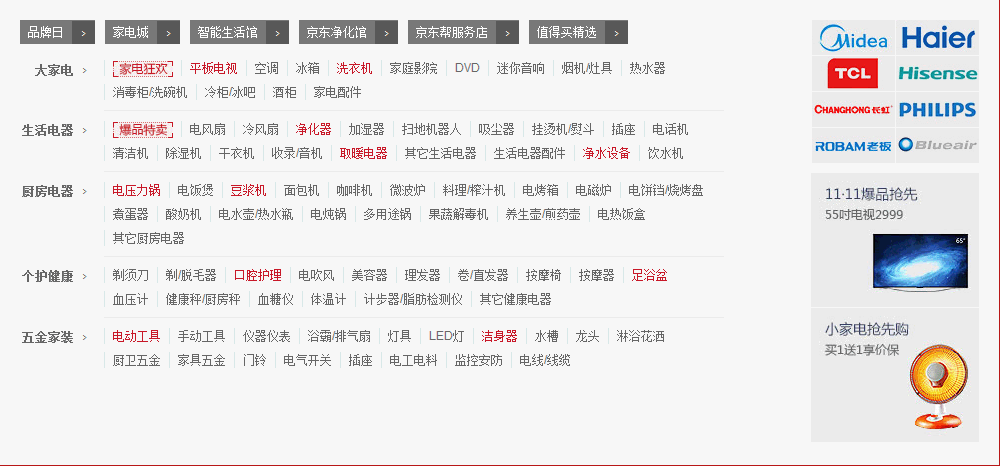 品牌日 > 家电城 > 智能生活馆 > 京东净化馆 > 京东帮服务店 > 值得买精选 >
大家电 > 家电狂欢 平板电视 空调 冰箱 洗衣机 家庭影院 DVD 迷你音响 烟机/灶具 热水器
消毒柜/洗碗机 冷柜/冰吧 酒柜 家电配件
生活电器 > 爆品特卖 电风扇 冷风扇 净化器 加湿器 扫地机器人 吸尘器 挂烫机/熨斗 插座 电话机
清洁机 除湿机 干衣机 收录/音机 取暖电器 其它生活电器 生活电器配件 净水设备 饮水机
厨房电器 > 电压力锅 电饭煲 豆浆机 面包机 咖啡机 微波炉 料理/榨汁机 电烤箱 电磁炉 电饼铛/烧烤盘
煮蛋器 酸奶机 电水壶/热水瓶 电炖锅 多用途锅 果蔬解毒机 养生壶/煎药壶 电热饭盒
其它厨房电器
个护健康 > 剃须刀 剃/脱毛器 口腔护理 电吹风 美容器 理发器 卷/直发器 按摩椅 按摩器 足浴盆
血压计 健康秤/厨房秤 血糖仪 体温计 计步器/脂肪检测仪 其它健康电器
五金家装 > 电动工具 手动工具 仪器仪表 浴霸/排气扇 灯具 LED灯 洁身器 水槽 龙头 淋浴花洒
厨卫五金 家具五金 门铃 电气开关 插座 电工电料 监控安防 电线/线缆
Midea Haier
TCL Hisense
CHANGHONG 长虹 PHILIPS
ROBAM 老板 Blueair
11·11爆品抢先
55吋电视2999
65"
小家电抢先购
买1送1享价保